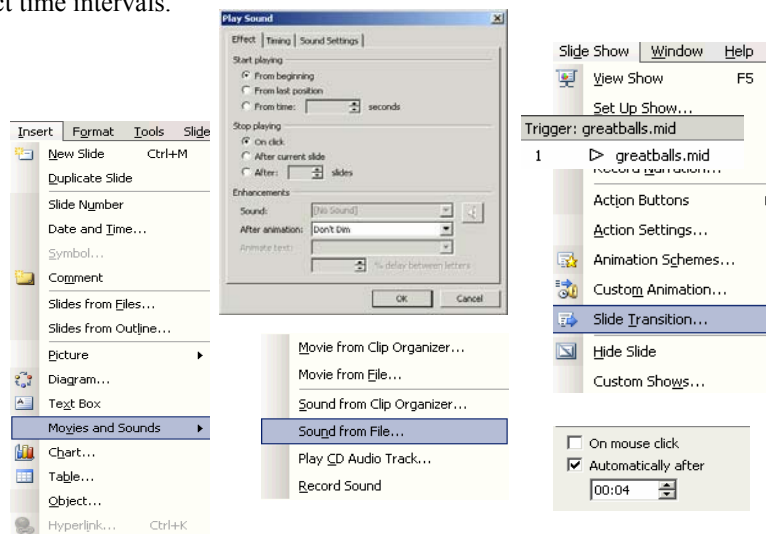 ct time intervals.
Play Sound
Effect Timing Sound Settings
Start playing
From beginning
From last position
From time: seconds
Stop playing
On click
After current slide
After: slides
Enhancements
Sound: [No Sound]
After animation: Don't Dim
Animate text:
% delay between letters
OK Cancel
Insert Format Tools Slide
New Slide Ctrl+M
Duplicate Slide
Slide Number
Date and Time...
Symbol...
Comment
Slides from Files...
Slides from Outline...
Picture
Diagram...
Text Box
Movies and Sounds
Chart...
Table...
Object...
Hyperlink... Ctrl+K
Movie from Clip Organizer...
Movie from File...
Sound from Clip Organizer...
Sound from File...
Play CD Audio Track...
Record Sound
Slide Show Window Help
View Show F5
Set Up Show...
Trigger: greatballs.mid
1 greatballs.mid
Record Narration...
Action Buttons
Action Settings...
Animation Schemes...
Custom Animation...
Slide Transition...
Hide Slide
Custom Shows...
On mouse click
Automatically after
00:04